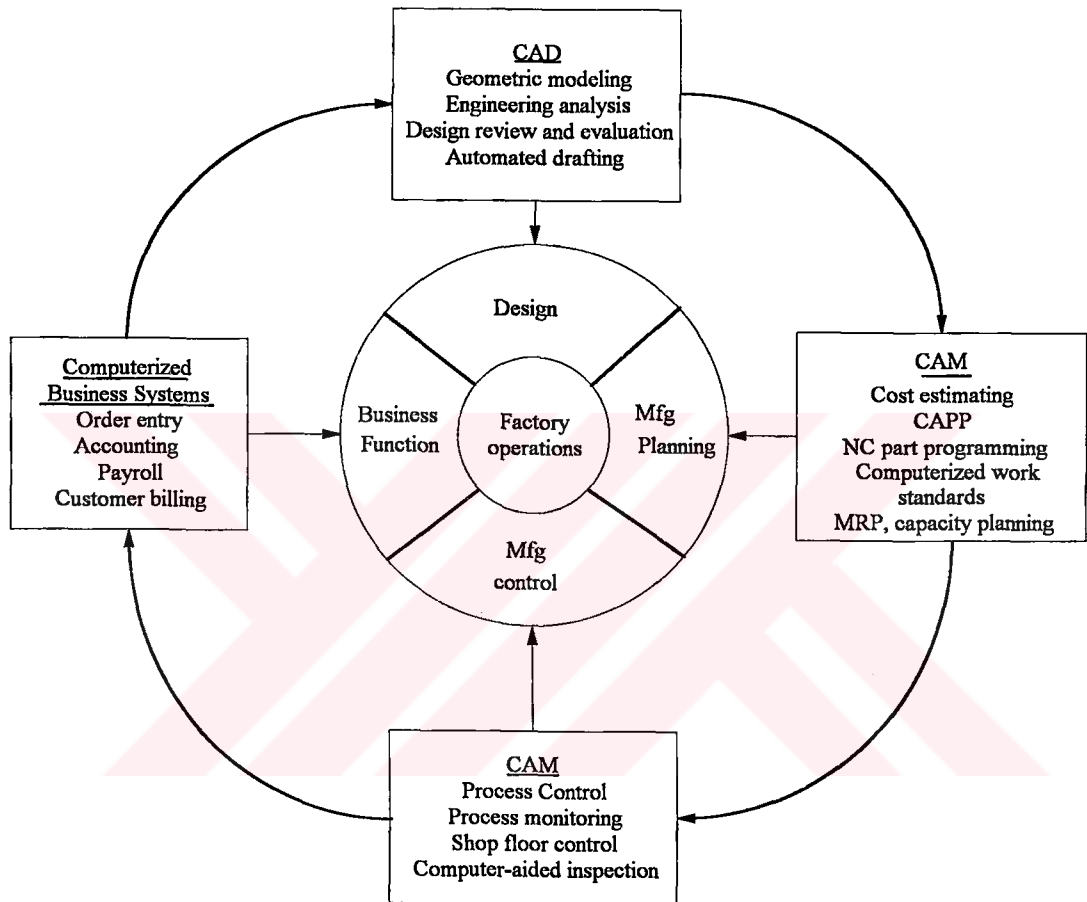 CAD
Geometric modeling
Engineering analysis
Design review and evaluation
Automated drafting
Design
Computerized
Business Systems
Order entry
Accounting
Payroll
Customer billing
Business
Function
Factory
operations
Mfg
Planning
CAM
Cost estimating
CAPP
NC part programming
Computerized work
standards
MRP, capacity planning
Mfg
control
CAM
Process Control
Process monitoring
Shop floor control
Computer-aided inspection